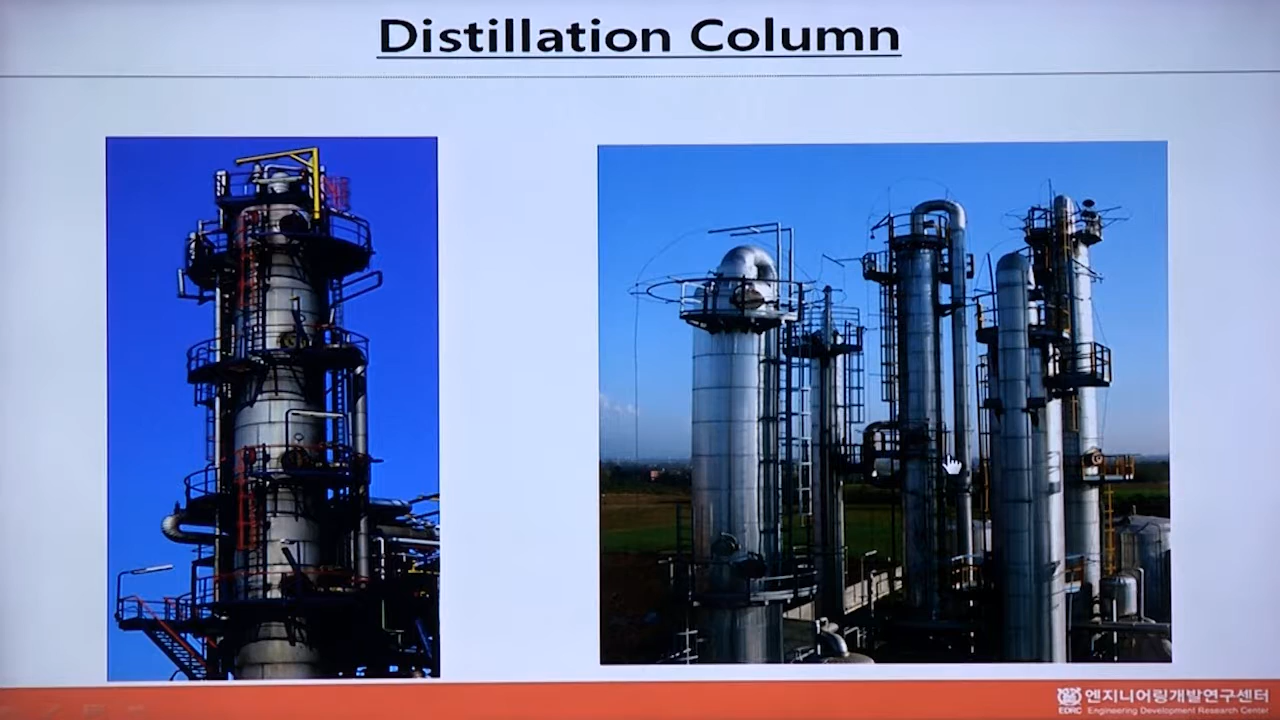 Distillation Column
엔지니어링개발연구센터
EDRC Engineering Development Research Center